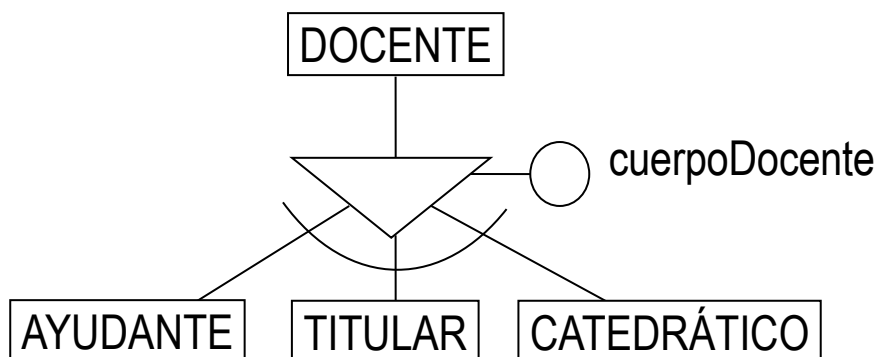 DOCENTE
cuerpoDocente
AYUDANTE
TITULAR
CATEDRÁTICO